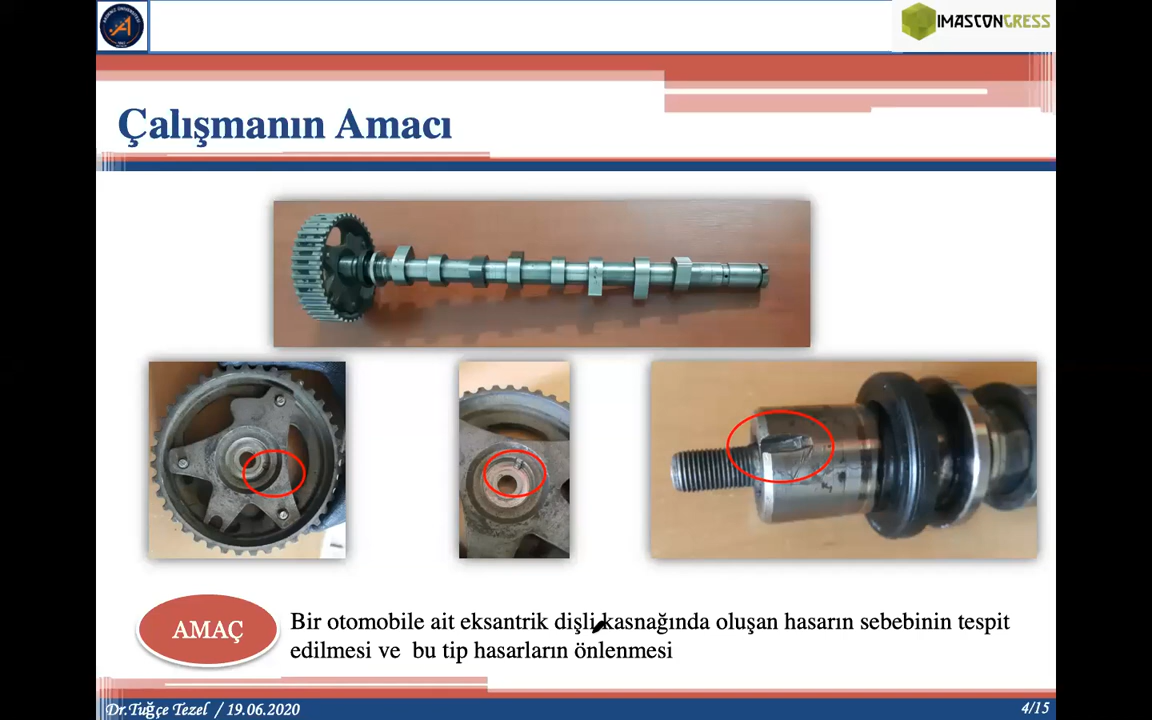 IMASCONGRESS
Çalışmanın Amacı
AMAÇ
Bir otomobile ait eksantrik dişli kasnağında oluşan hasarın sebebinin tespit
edilmesi ve bu tip hasarların önlenmesi
Dr.Tuğçe Tezel / 19.06.2020
4/15